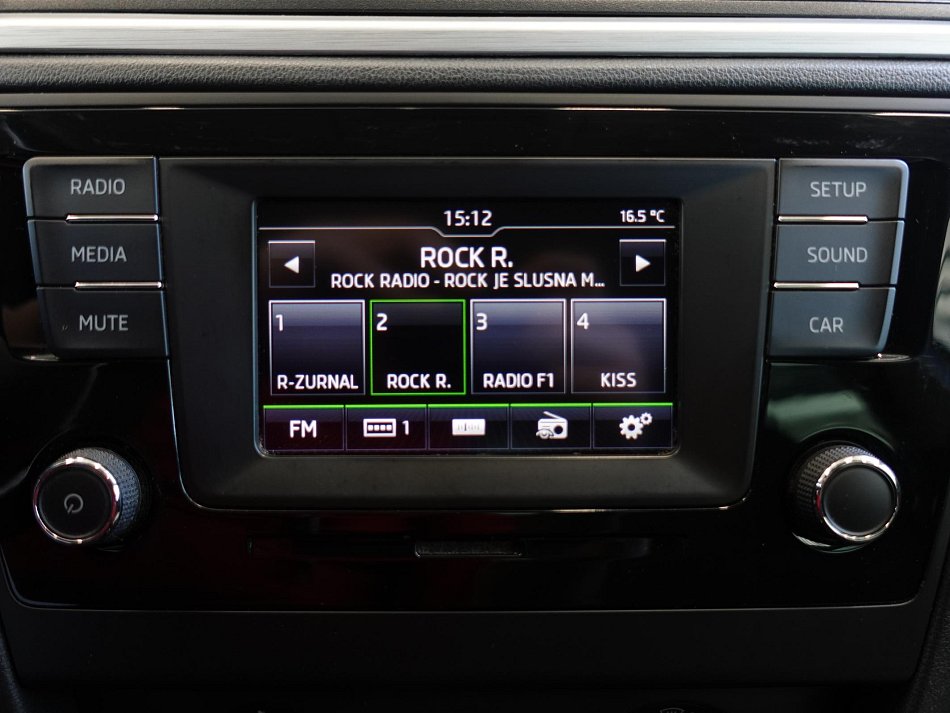 RADIO
MEDIA
MUTE
15:12
16.5 °C
ROCK R.
ROCK RADIO - ROCK JE SLUSNA M...
1
R-ZURNAL
2
ROCK R.
3
RADIO F1
4
KISS
FM
1
SETUP
SOUND
CAR